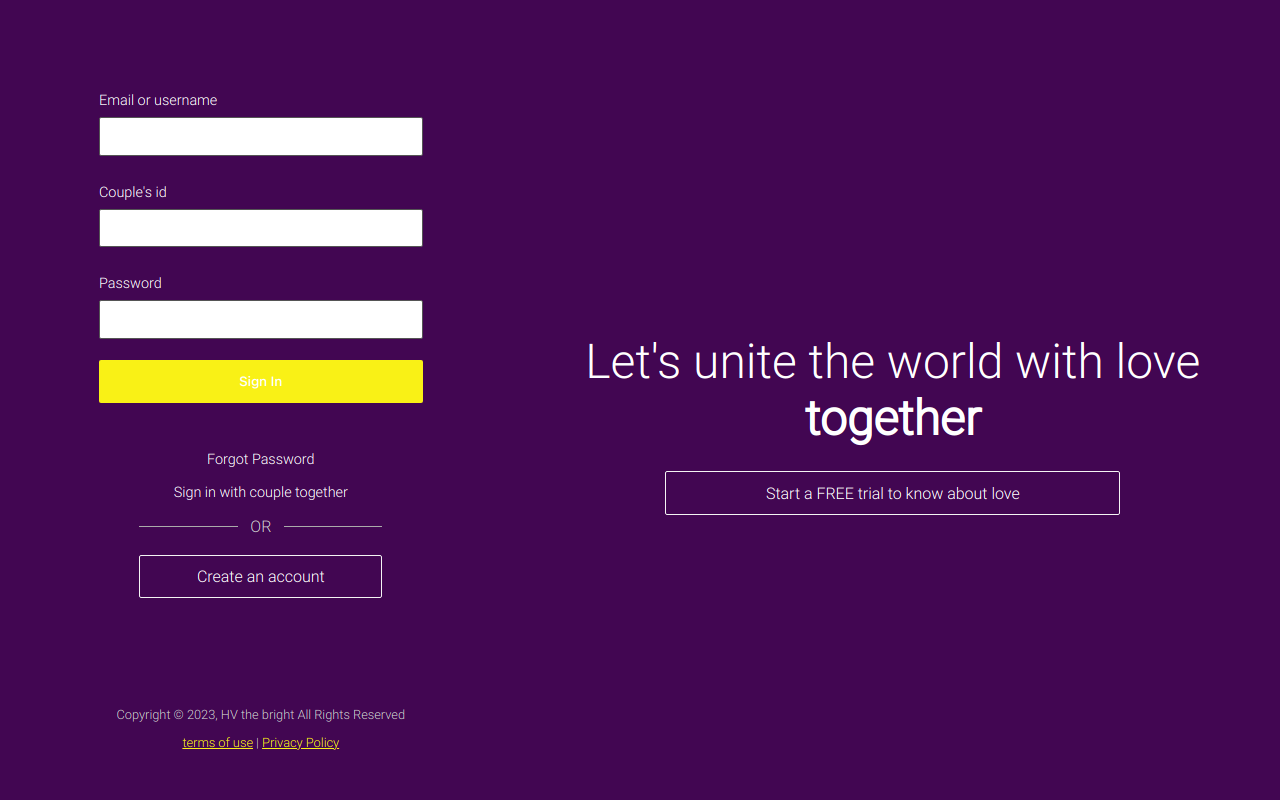 Email or username
Couple's id
Password
Sign In
Forgot Password
Sign in with couple together
OR
Create an account
Copyright © 2023, HV the bright All Rights Reserved
terms of use | Privacy Policy
Let's unite the world with love
together
Start a FREE trial to know about love